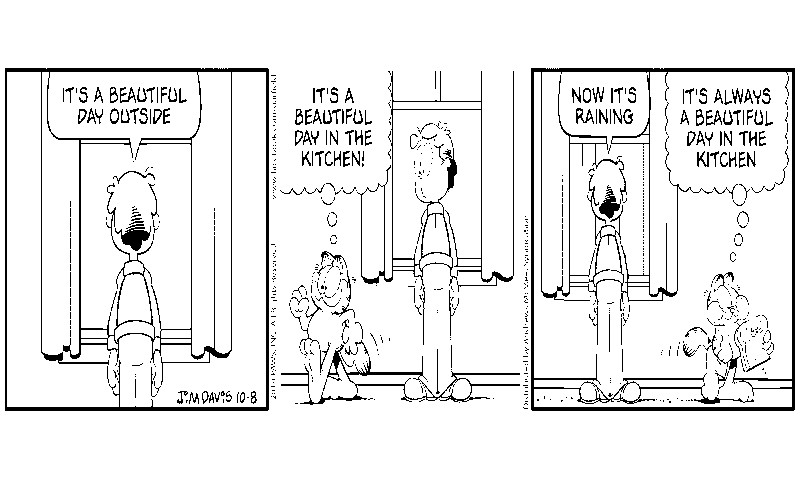 IT'S A BEAUTIFUL
DAY OUTSIDE
JIM DAVIS 10-8
IT'S A
BEAUTIFUL
DAY IN THE
KITCHEN!
NOW IT'S
RAINING
IT'S ALWAYS
A BEAUTIFUL
DAY IN THE
KITCHEN